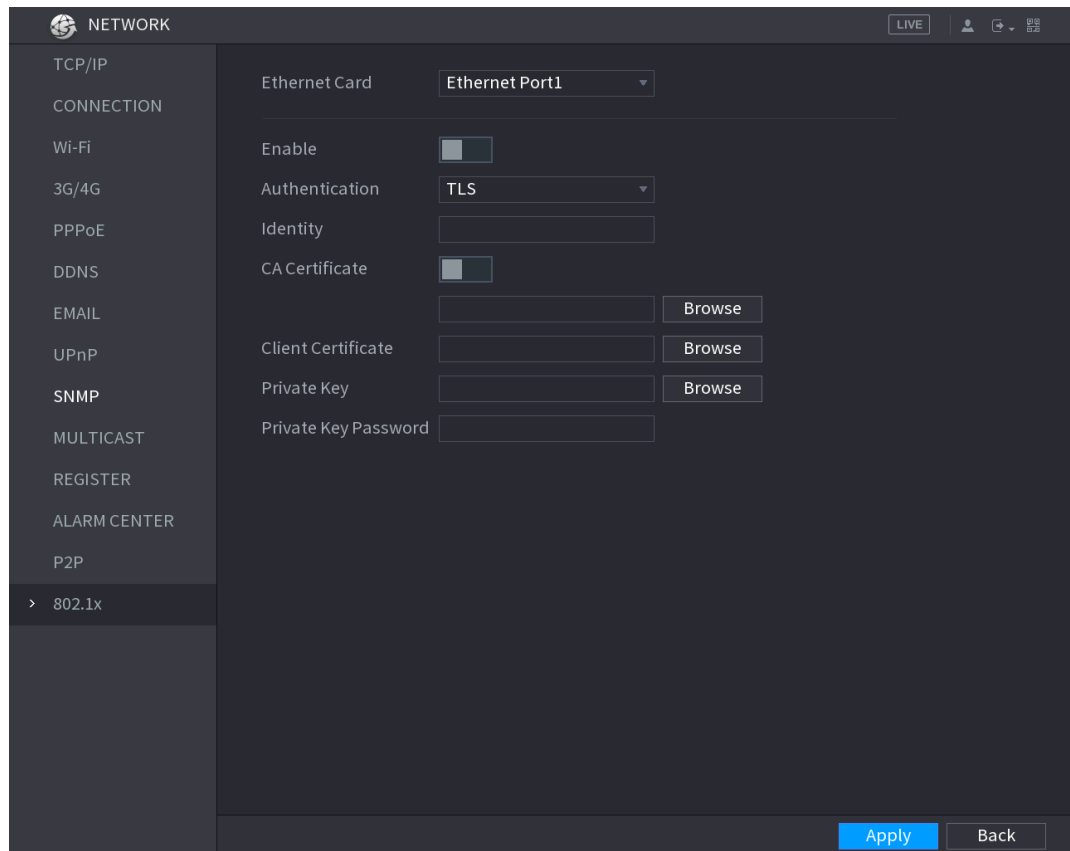 NETWORK
LIVE
TCP/IP
CONNECTION
Wi-Fi
3G/4G
PPPoE
DDNS
EMAIL
UPnP
SNMP
MULTICAST
REGISTER
ALARM CENTER
P2P
> 802.1x
Ethernet Card Ethernet Port1
Enable
Authentication TLS
Identity
CA Certificate
Browse
Client Certificate Browse
Private Key Browse
Private Key Password
Apply Back